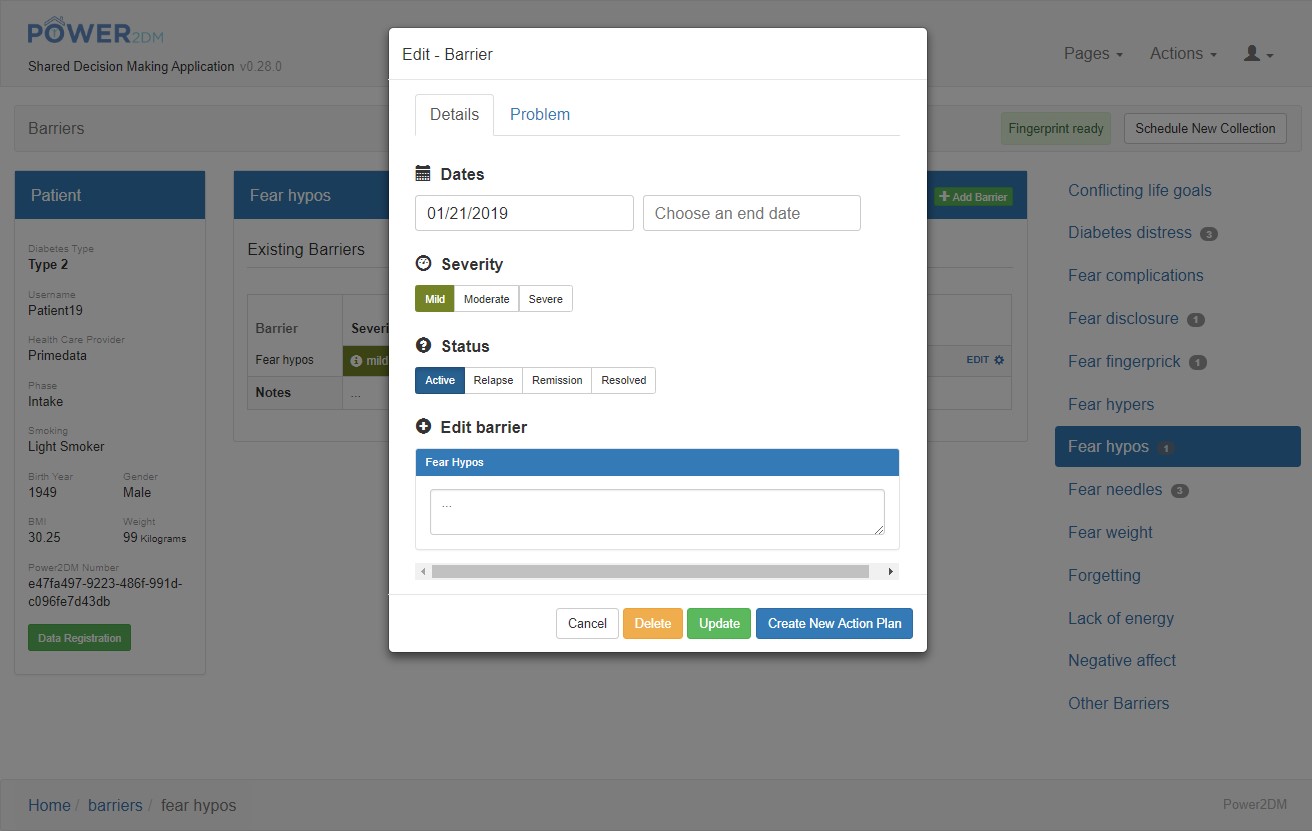 POWER2DM
Shared Decision Making Application v0.28.0
Pages
Actions
Barriers
Fingerprint ready
Schedule New Collection
Patient
Diabetes Type
Type 2
Username
Patient19
Health Care Provider
Primedata
Phase
Intake
Smoking
Light Smoker
Birth Year Gender
1949 Male
BMI Weight
30.25 99 Kilograms
Power2DM Number
e47fa497-9223-486f-991d-
c096fe7d43db
Data Registration
Fear hypos
Add Barrier
Existing Barriers
Barrier
Fear hypos mild
EDIT
Notes ...
Edit - Barrier
Details Problem
Dates
01/21/2019 Choose an end date
Severity
Mild Moderate Severe
Status
Active Relapse Remission Resolved
Edit barrier
Fear Hypos
...
Cancel Delete Update Create New Action Plan
Conflicting life goals
Diabetes distress 3
Fear complications
Fear disclosure 1
Fear fingerprick 1
Fear hypers
Fear hypos 1
Fear needles 3
Fear weight
Forgetting
Lack of energy
Negative affect
Other Barriers
Home / barriers / fear hypos
Power2DM